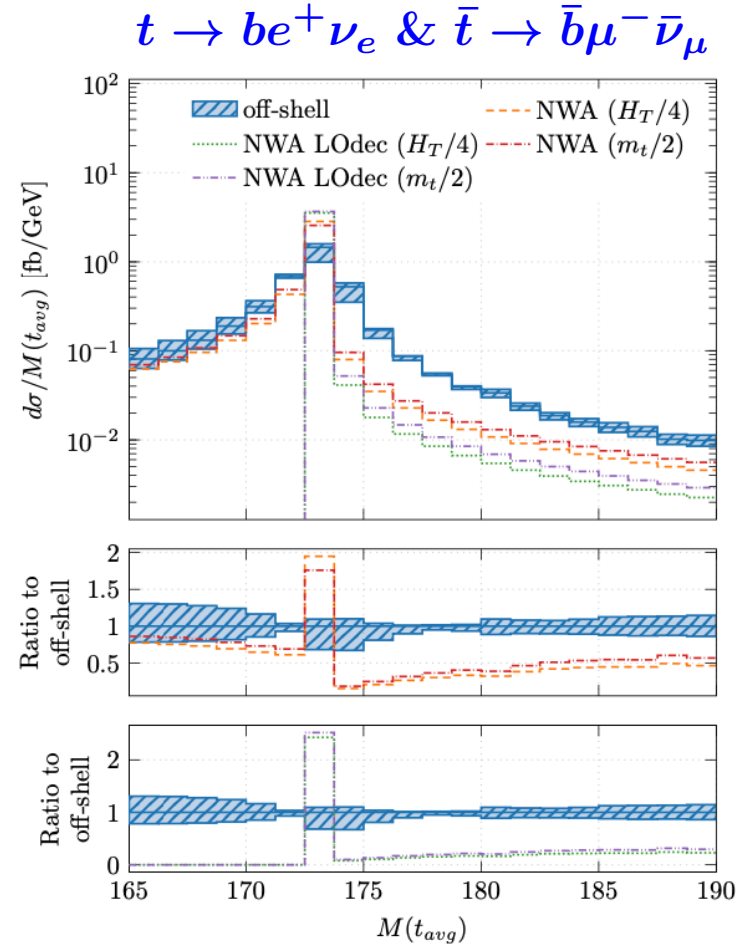 t → be⁺ν_e & t̄ → b̄μ⁻ν̄_μ
10²
off-shell
NWA (H_T/4)
NWA LOdec (H_T/4)
NWA (m_t/2)
NWA LOdec (m_t/2)
10¹
10⁰
10⁻¹
10⁻²
dσ/M(t_avg) [fb/GeV]
2
1.5
1
0.5
Ratio to
off-shell
2
1
0
Ratio to
off-shell
165 170 175 180 185 190
M(t_avg)